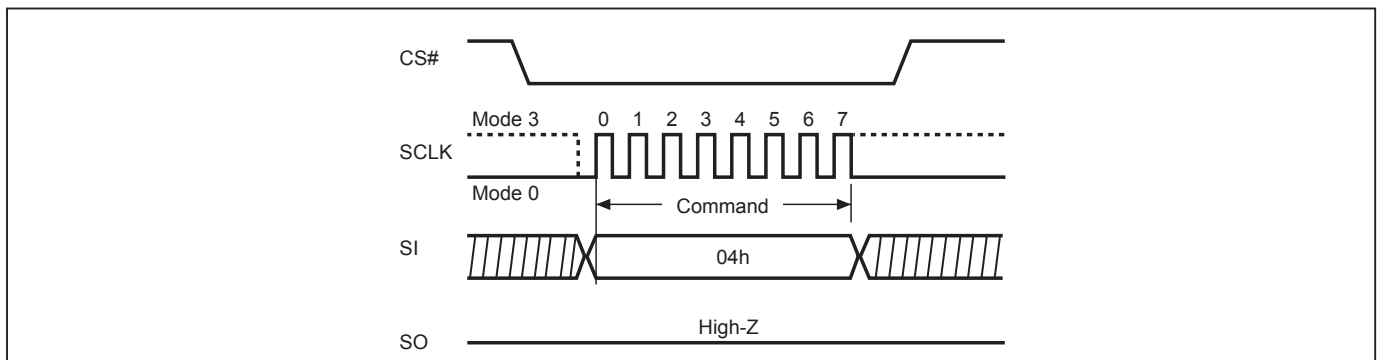 CS#
Mode 3 0 1 2 3 4 5 6 7
SCLK
Mode 0
Command
SI
04h
High-Z
SO